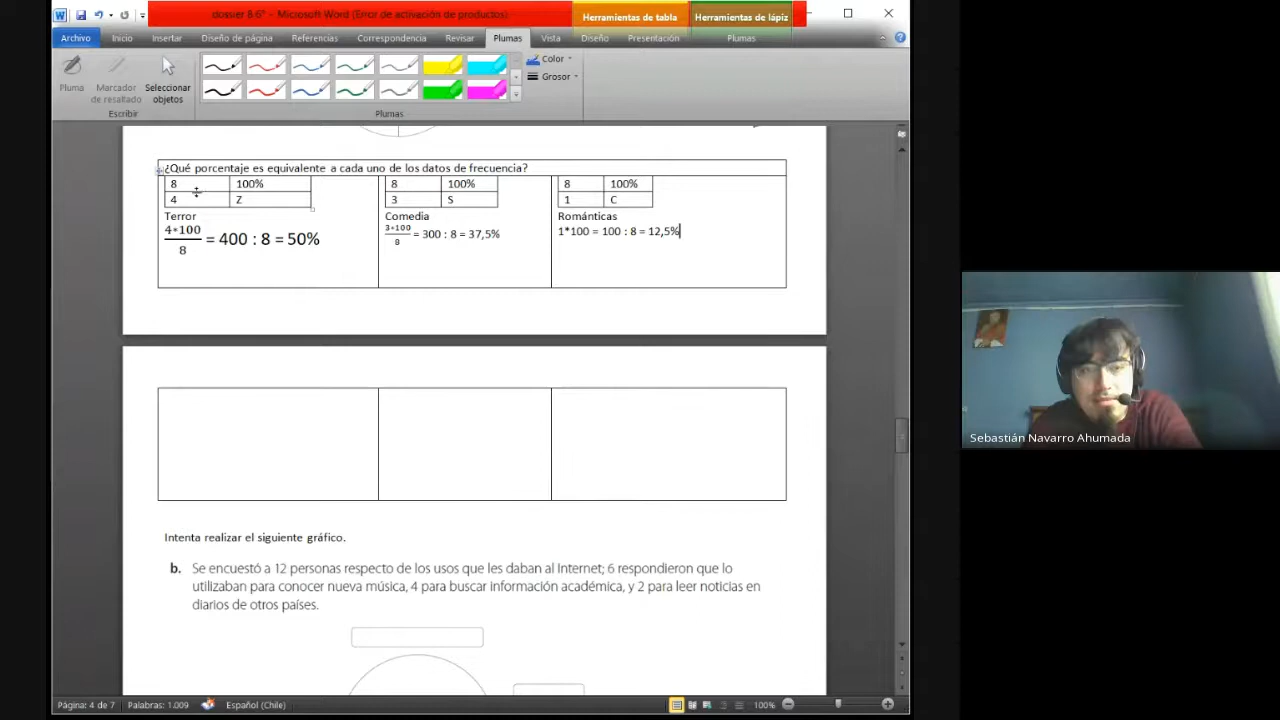 dossier 8.6° - Microsoft Word (Error de activación de productos)
Herramientas de tabla
Herramientas de lápiz
Archivo
Inicio
Insertar
Diseño de página
Referencias
Correspondencia
Revisar
Plumas
Vista
Diseño
Presentación
Plumas
Pluma
Marcador de resaltado
Seleccionar objetos
Escribir
Color
Grosor
Plumas
¿Qué porcentaje es equivalente a cada uno de los datos de frecuencia?
8 100%
4 Z
Terror
4*100
8
= 400 : 8 = 50%
8 100%
3 S
Comedia
3*100
8
= 300 : 8 = 37,5%
8 100%
1 C
Románticas
1*100 = 100 : 8 = 12,5%
Intenta realizar el siguiente gráfico.
b. Se encuestó a 12 personas respecto de los usos que les daban al Internet; 6 respondieron que lo
utilizaban para conocer nueva música, 4 para buscar información académica, y 2 para leer noticias en
diarios de otros países.
Página: 4 de 7
Palabras: 1.009
Español (Chile)
100%
Sebastián Navarro Ahumada